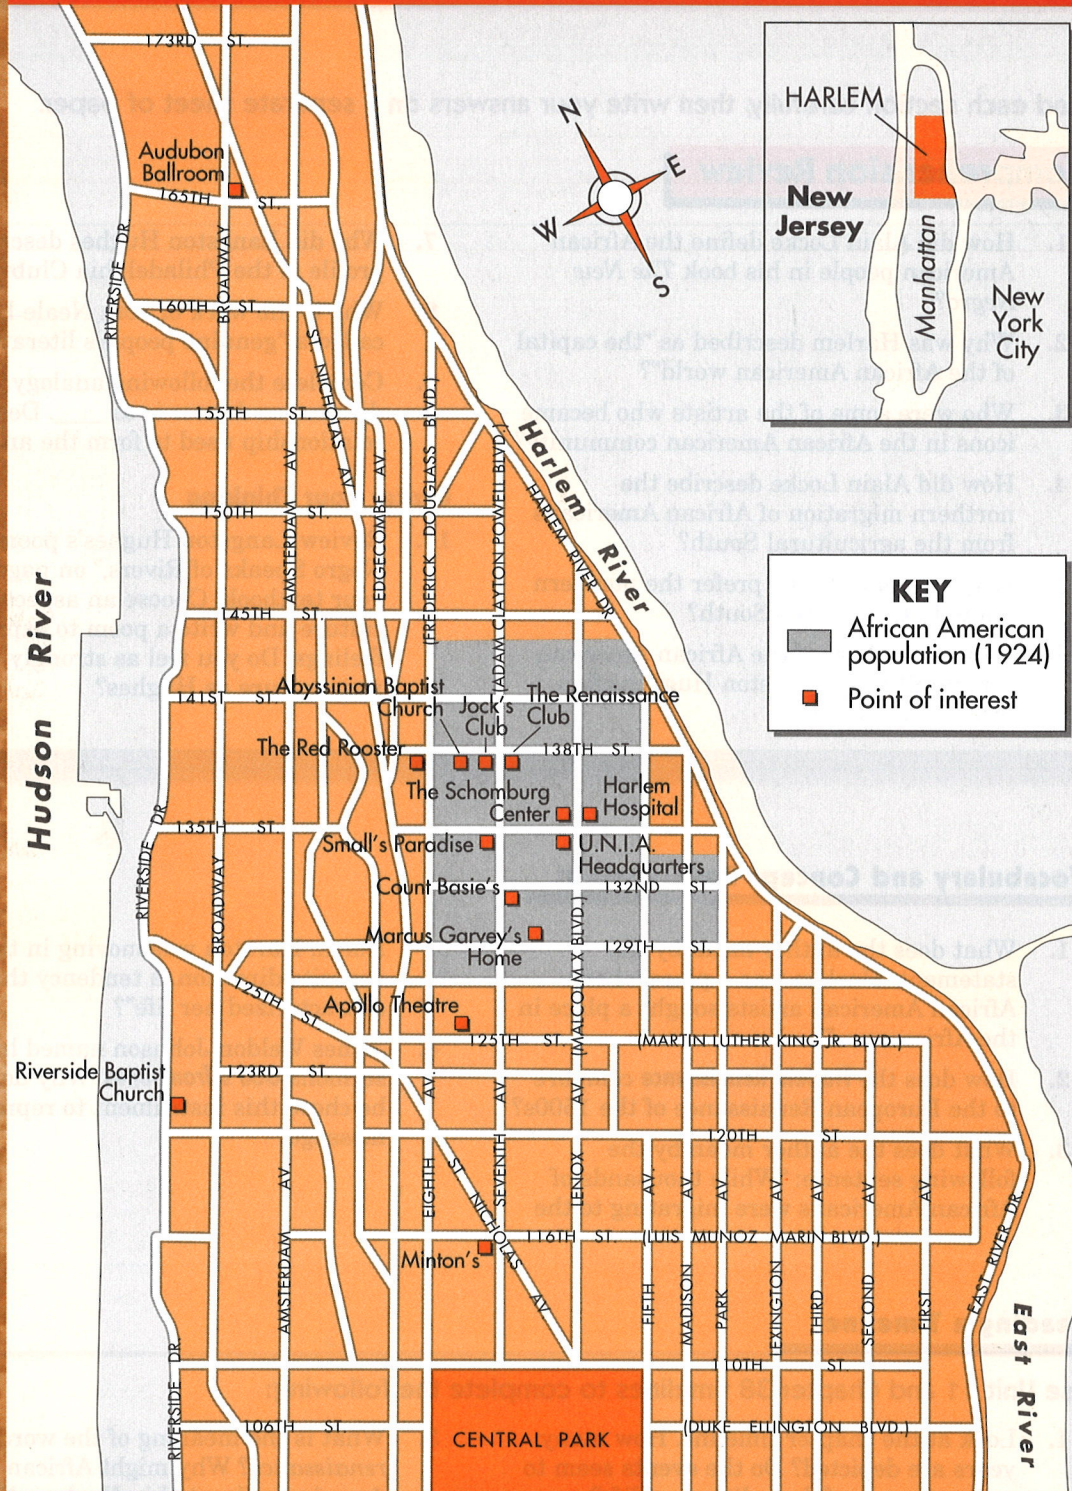 173RD ST.
Audubon
Ballroom
165TH ST.
RIVERSIDE DR.
BROADWAY
160TH ST.
ST. NICHOLAS AV.
155TH ST.
AMSTERDAM AV.
EDGECOMBE AV.
(FREDERICK DOUGLASS BLVD.)
(ADAM CLAYTON POWELL BLVD.)
150TH ST.
145TH ST.
Harlem River
HARLEM RIVER DR.
N
E
W
S
HARLEM
New
Jersey
Manhattan
New
York
City
KEY
African American
population (1924)
Point of interest
Hudson River
141ST ST.
Abyssinian Baptist
Church
Jock's
Club
The Renaissance
Club
The Red Rooster
138TH ST.
The Schomburg
Center
Harlem
Hospital
135TH ST.
Small's Paradise
U.N.I.A.
Headquarters
RIVERSIDE DR.
BROADWAY
Count Basie's
132ND ST.
Marcus Garvey's
Home
129TH ST.
(MALCOLM X BLVD.)
125TH ST.
Apollo Theatre
125TH ST.
(MARTIN LUTHER KING JR. BLVD.)
Riverside Baptist
Church
123RD ST.
120TH ST.
AMSTERDAM AV.
EIGHTH AV.
ST. NICHOLAS AV.
SEVENTH AV.
LENOX AV.
FIFTH AV.
MADISON AV.
PARK AV.
LEXINGTON AV.
THIRD AV.
SECOND AV.
FIRST AV.
116TH ST.
(LUIS MUNOZ MARIN BLVD.)
Minton's
EAST RIVER DR.
East River
110TH ST.
RIVERSIDE DR.
106TH ST.
(DUKE ELLINGTON BLVD.)
CENTRAL PARK